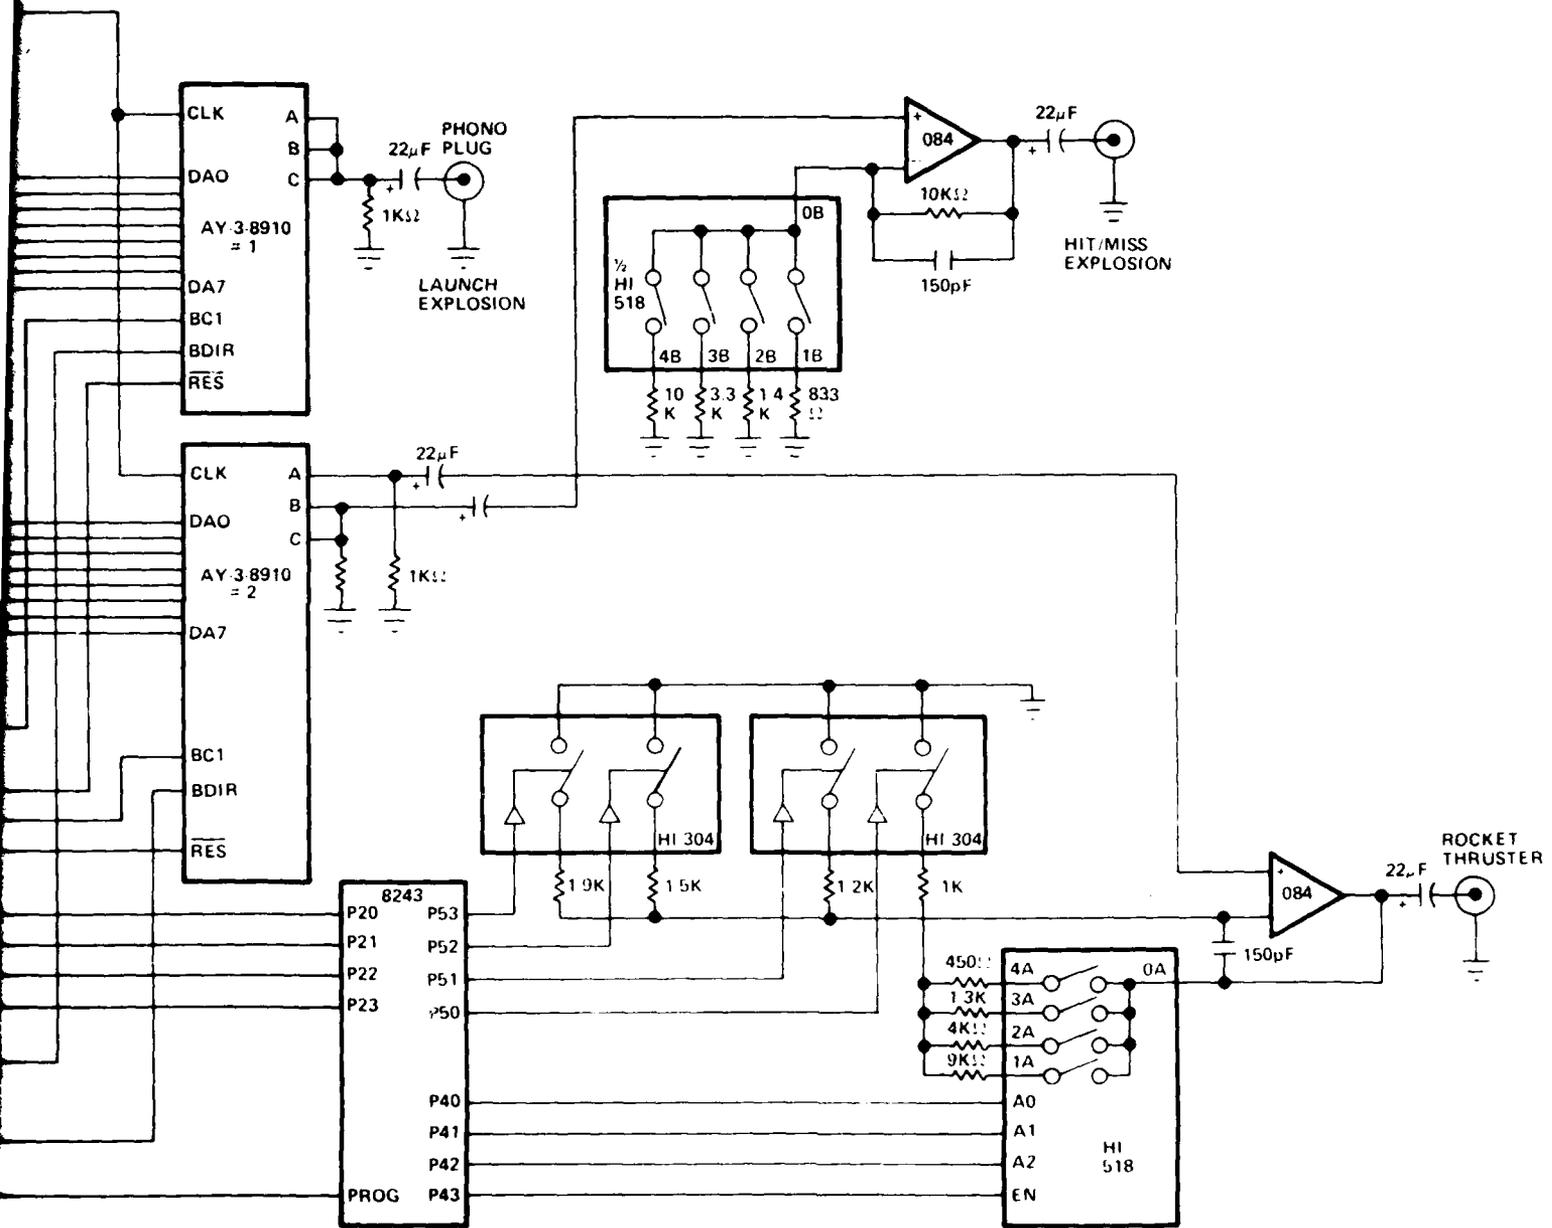 CLK
A
B
C
DA0
AY-3-8910
= 1
DA7
BC1
BDIR
RES
22μF
PHONO
PLUG
1KΩ
LAUNCH
EXPLOSION
½
HI
518
0B
4B
3B
2B
1B
10
K
3.3
K
1 4
K
833
Ω
+
084
22μF
+
10KΩ
150pF
HIT/MISS
EXPLOSION
CLK
A
B
C
DA0
AY-3-8910
= 2
DA7
BC1
BDIR
RES
22μF
+
+
1KΩ
HI 304
HI 304
1 9K
1 5K
1 2K
1K
8243
P20
P21
P22
P23
PROG
P53
P52
P51
P50
P40
P41
P42
P43
450Ω
1 3K
4KΩ
9KΩ
4A
3A
2A
1A
0A
A0
A1
A2
EN
HI
518
+
084
150pF
22μF
+
ROCKET
THRUSTER